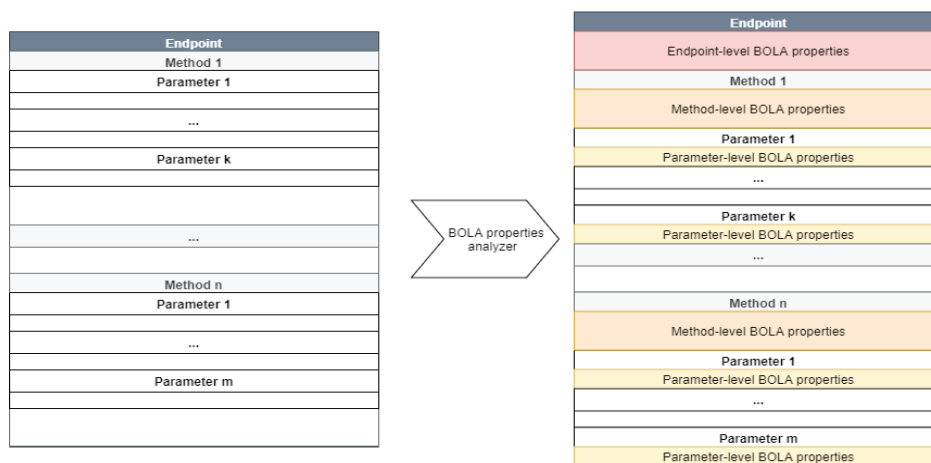 Endpoint
Method 1
Parameter 1
...
Parameter k
...
Method n
Parameter 1
...
Parameter m
BOLA properties
analyzer
Endpoint
Endpoint-level BOLA properties
Method 1
Method-level BOLA properties
Parameter 1
Parameter-level BOLA properties
...
Parameter k
Parameter-level BOLA properties
...
Method n
Method-level BOLA properties
Parameter 1
Parameter-level BOLA properties
...
Parameter m
Parameter-level BOLA properties